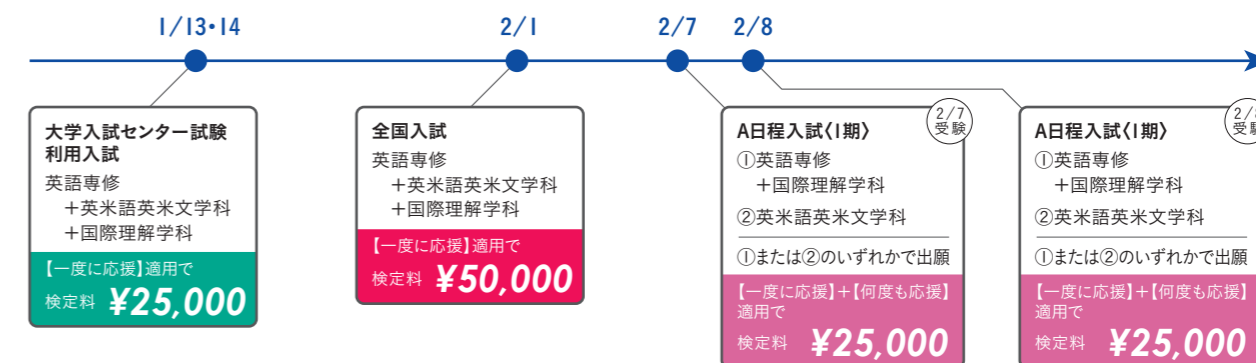 1/13・14
2/1
2/7
2/8
大学入試センター試験
利用入試
英語専修
+英米語英米文学科
+国際理解学科
【一度に応援】適用で
検定料 ¥25,000
全国入試
英語専修
+英米語英米文学科
+国際理解学科
【一度に応援】適用で
検定料 ¥50,000
2/7
受験
A日程入試〈1期〉
①英語専修
+国際理解学科
②英米語英米文学科
①または②のいずれかで出願
【一度に応援】+【何度も応援】
適用で
検定料 ¥25,000
2/8
受験
A日程入試〈1期〉
①英語専修
+国際理解学科
②英米語英米文学科
①または②のいずれかで出願
【一度に応援】+【何度も応援】
適用で
検定料 ¥25,000